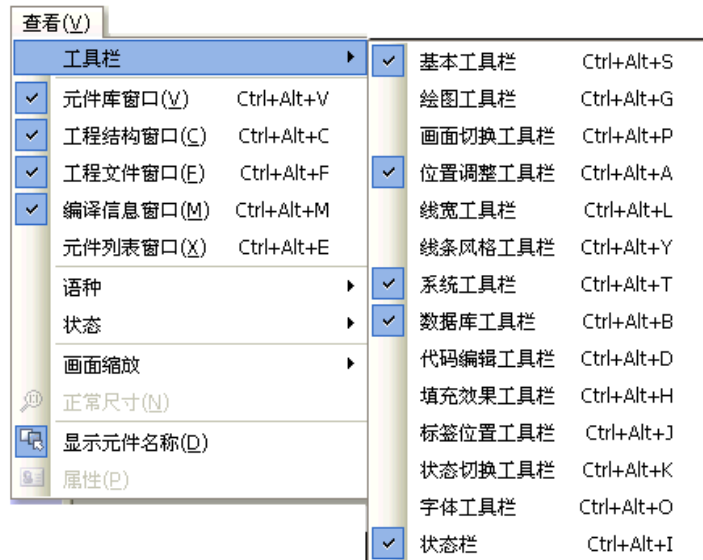 查看(V)
工具栏
元件库窗口(V) Ctrl+Alt+V
工程结构窗口(C) Ctrl+Alt+C
工程文件窗口(F) Ctrl+Alt+F
编译信息窗口(M) Ctrl+Alt+M
元件列表窗口(X) Ctrl+Alt+E
语种
状态
画面缩放
正常尺寸(N)
显示元件名称(D)
属性(P)
基本工具栏 Ctrl+Alt+S
绘图工具栏 Ctrl+Alt+G
画面切换工具栏 Ctrl+Alt+P
位置调整工具栏 Ctrl+Alt+A
线宽工具栏 Ctrl+Alt+L
线条风格工具栏 Ctrl+Alt+Y
系统工具栏 Ctrl+Alt+T
数据库工具栏 Ctrl+Alt+B
代码编辑工具栏 Ctrl+Alt+D
填充效果工具栏 Ctrl+Alt+H
标签位置工具栏 Ctrl+Alt+J
状态切换工具栏 Ctrl+Alt+K
字体工具栏 Ctrl+Alt+O
状态栏 Ctrl+Alt+I